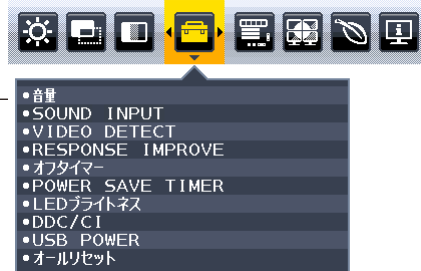 •音量
•SOUND INPUT
•VIDEO DETECT
•RESPONSE IMPROVE
•オフタイマー
•POWER SAVE TIMER
•LEDブライトネス
•DDC/CI
•USB POWER
•オールリセット